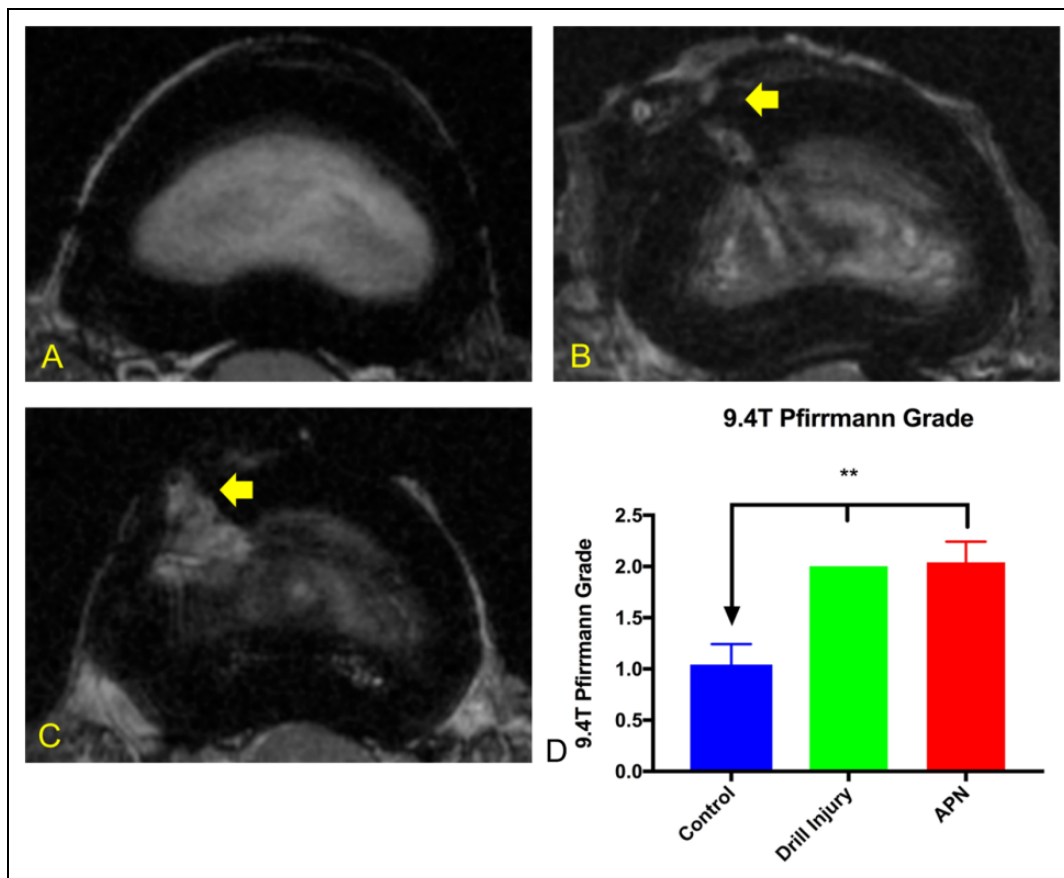 A
B
C
9.4T Pfirrmann Grade
**
9.4T Pfirrmann Grade
2.5
2.0
1.5
1.0
0.5
0.0
D
Control
Drill Injury
APN